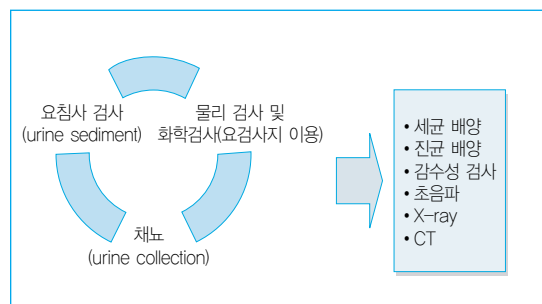 요침사 검사
(urine sediment)
물리 검사 및
화학검사(요검사지 이용)
채뇨
(urine collection)
• 세균 배양
• 진균 배양
• 감수성 검사
• 초음파
• X-ray
• CT